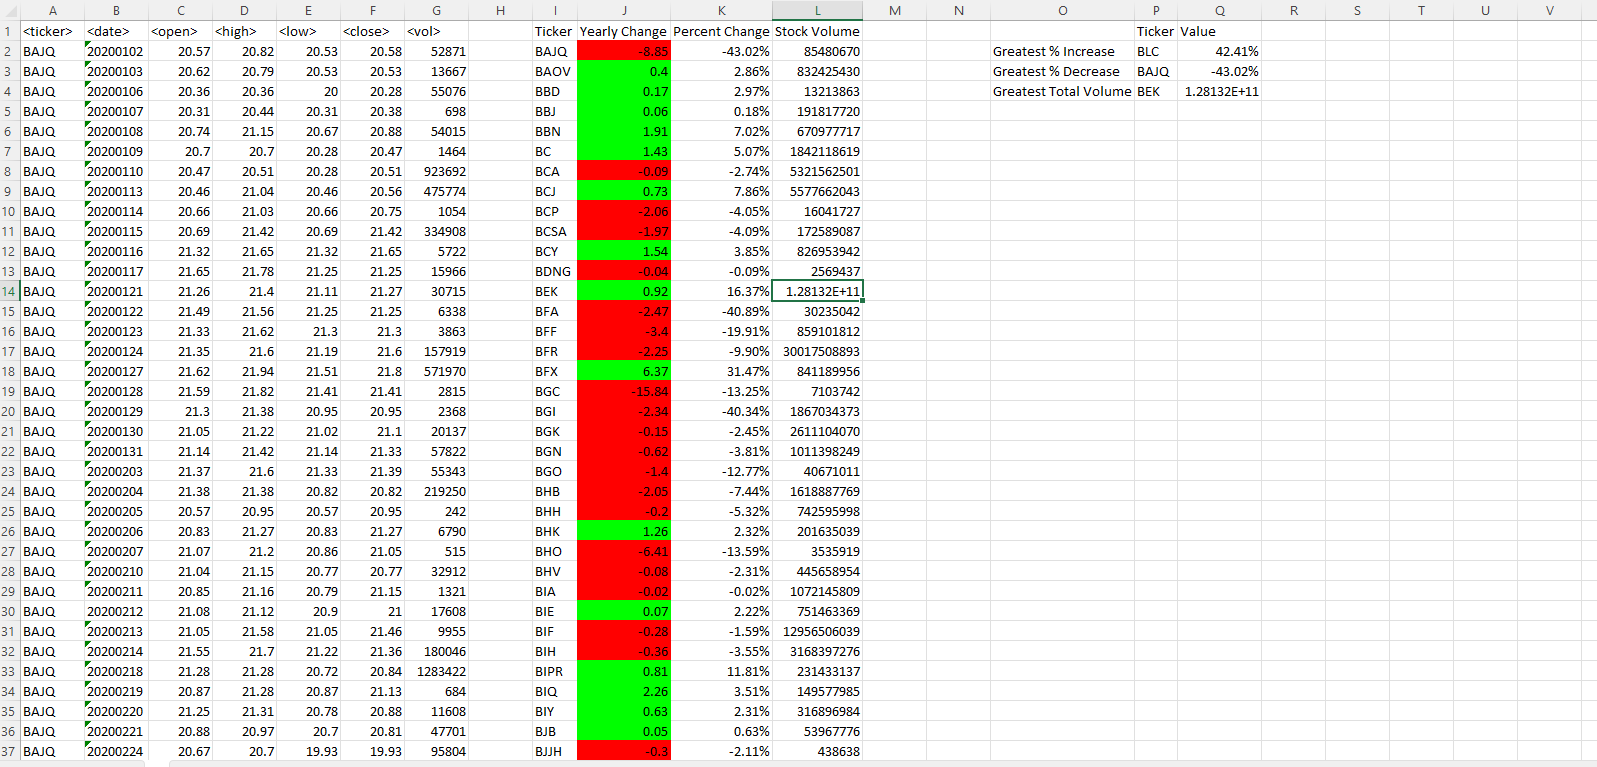 A B C D E F G H I J K L M N O P Q R S T U V
1 <ticker> <date> <open> <high> <low> <close> <vol> Ticker Yearly Change Percent Change Stock Volume Ticker Value
2 BAJQ 20200102 20.57 20.82 20.53 20.58 52871 BAJQ -8.85 -43.02% 85480670 Greatest % Increase BLC 42.41%
3 BAJQ 20200103 20.62 20.79 20.53 20.53 13667 BAOV 0.4 2.86% 832425430 Greatest % Decrease BAJQ -43.02%
4 BAJQ 20200106 20.36 20.36 20 20.28 55076 BBD 0.17 2.97% 13213863 Greatest Total Volume BEK 1.28132E+11
5 BAJQ 20200107 20.31 20.44 20.31 20.38 698 BBJ 0.06 0.18% 191817720
6 BAJQ 20200108 20.74 21.15 20.67 20.88 54015 BBN 1.91 7.02% 670977717
7 BAJQ 20200109 20.7 20.7 20.28 20.47 1464 BC 1.43 5.07% 1842118619
8 BAJQ 20200110 20.47 20.51 20.28 20.51 923692 BCA -0.09 -2.74% 5321562501
9 BAJQ 20200113 20.46 21.04 20.46 20.56 475774 BCJ 0.73 7.86% 5577662043
10 BAJQ 20200114 20.66 21.03 20.66 20.75 1054 BCP -2.06 -4.05% 16041727
11 BAJQ 20200115 20.69 21.42 20.69 21.42 334908 BCSA -1.97 -4.09% 172589087
12 BAJQ 20200116 21.32 21.65 21.32 21.65 5722 BCY 1.54 3.85% 826953942
13 BAJQ 20200117 21.65 21.78 21.25 21.25 15966 BDNG -0.04 -0.09% 2569437
14 BAJQ 20200121 21.26 21.4 21.11 21.27 30715 BEK 0.92 16.37% 1.28132E+11
15 BAJQ 20200122 21.49 21.56 21.25 21.25 6338 BFA -2.47 -40.89% 30235042
16 BAJQ 20200123 21.33 21.62 21.3 21.3 3863 BFF -3.4 -19.91% 859101812
17 BAJQ 20200124 21.35 21.6 21.19 21.6 157919 BFR -2.25 -9.90% 30017508893
18 BAJQ 20200127 21.62 21.94 21.51 21.8 571970 BFX 6.37 31.47% 841189956
19 BAJQ 20200128 21.59 21.82 21.41 21.41 2815 BGC -15.84 -13.25% 7103742
20 BAJQ 20200129 21.3 21.38 20.95 20.95 2368 BGI -2.34 -40.34% 1867034373
21 BAJQ 20200130 21.05 21.22 21.02 21.1 20137 BGK -0.15 -2.45% 2611104070
22 BAJQ 20200131 21.14 21.42 21.14 21.33 57822 BGN -0.62 -3.81% 1011398249
23 BAJQ 20200203 21.37 21.6 21.33 21.39 55343 BGO -1.4 -12.77% 40671011
24 BAJQ 20200204 21.38 21.38 20.82 20.82 219250 BHB -2.05 -7.44% 1618887769
25 BAJQ 20200205 20.57 20.95 20.57 20.95 242 BHH -0.2 -5.32% 742595998
26 BAJQ 20200206 20.83 21.27 20.83 21.27 6790 BHK 1.26 2.32% 201635039
27 BAJQ 20200207 21.07 21.2 20.86 21.05 515 BHO -6.41 -13.59% 3535919
28 BAJQ 20200210 21.04 21.15 20.77 20.77 32912 BHV -0.08 -2.31% 445658954
29 BAJQ 20200211 20.85 21.16 20.79 21.15 1321 BIA -0.02 -0.02% 1072145809
30 BAJQ 20200212 21.08 21.12 20.9 21 17608 BIE 0.07 2.22% 751463369
31 BAJQ 20200213 21.05 21.58 21.05 21.46 9955 BIF -0.28 -1.59% 12956506039
32 BAJQ 20200214 21.55 21.7 21.22 21.36 180046 BIH -0.36 -3.55% 3168397276
33 BAJQ 20200218 21.28 21.28 20.72 20.84 1283422 BIPR 0.81 11.81% 231433137
34 BAJQ 20200219 20.87 21.28 20.87 21.13 684 BIQ 2.26 3.51% 149577985
35 BAJQ 20200220 21.25 21.31 20.78 20.88 11608 BIY 0.63 2.31% 316896984
36 BAJQ 20200221 20.88 20.97 20.7 20.81 47701 BJB 0.05 0.63% 53967776
37 BAJQ 20200224 20.67 20.7 19.93 19.93 95804 BJJH -0.3 -2.11% 438638